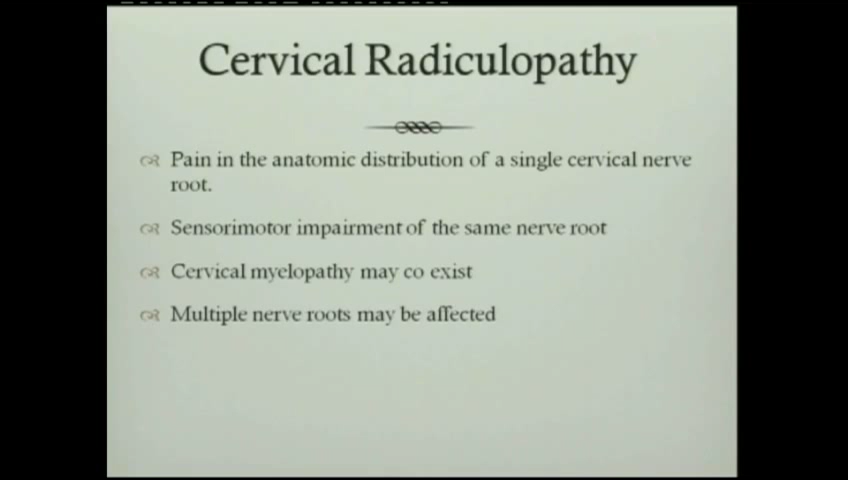 Cervical Radiculopathy
Pain in the anatomic distribution of a single cervical nerve
root.
Sensorimotor impairment of the same nerve root
Cervical myelopathy may co exist
Multiple nerve roots may be affected